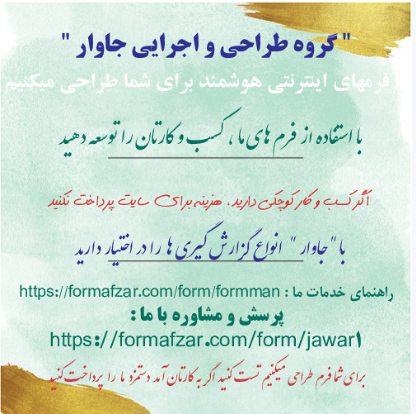 " گروه طراحی و اجرایی جاوار "
فرمهای اینترنتی هوشمند برای شما طراحی میکنیم
با استفاده از فرم های ما ، کسب و کارتان را توسعه دهید
اگر کسب و کار کوچکی دارید، هزینه برای سایت پرداخت نکنید
با "جاوار " انواع گزارش گیری ها را در اختیار دارید
راهنمای خدمات ما : https://formafzar.com/form/formman
پرسش و مشاوره با ما :
https://formafzar.com/form/jawar1
برای شما فرم طراحی میکنیم تست کنید اگر به کارتان آمد دستمزد ما را پرداخت کنید